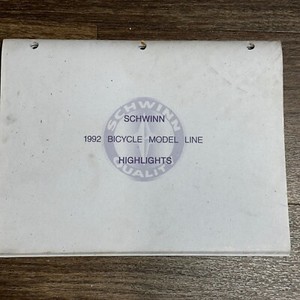 SCHWINN
1992 BICYCLE MODEL LINE
HIGHLIGHTS
SCHWINN
QUALITY